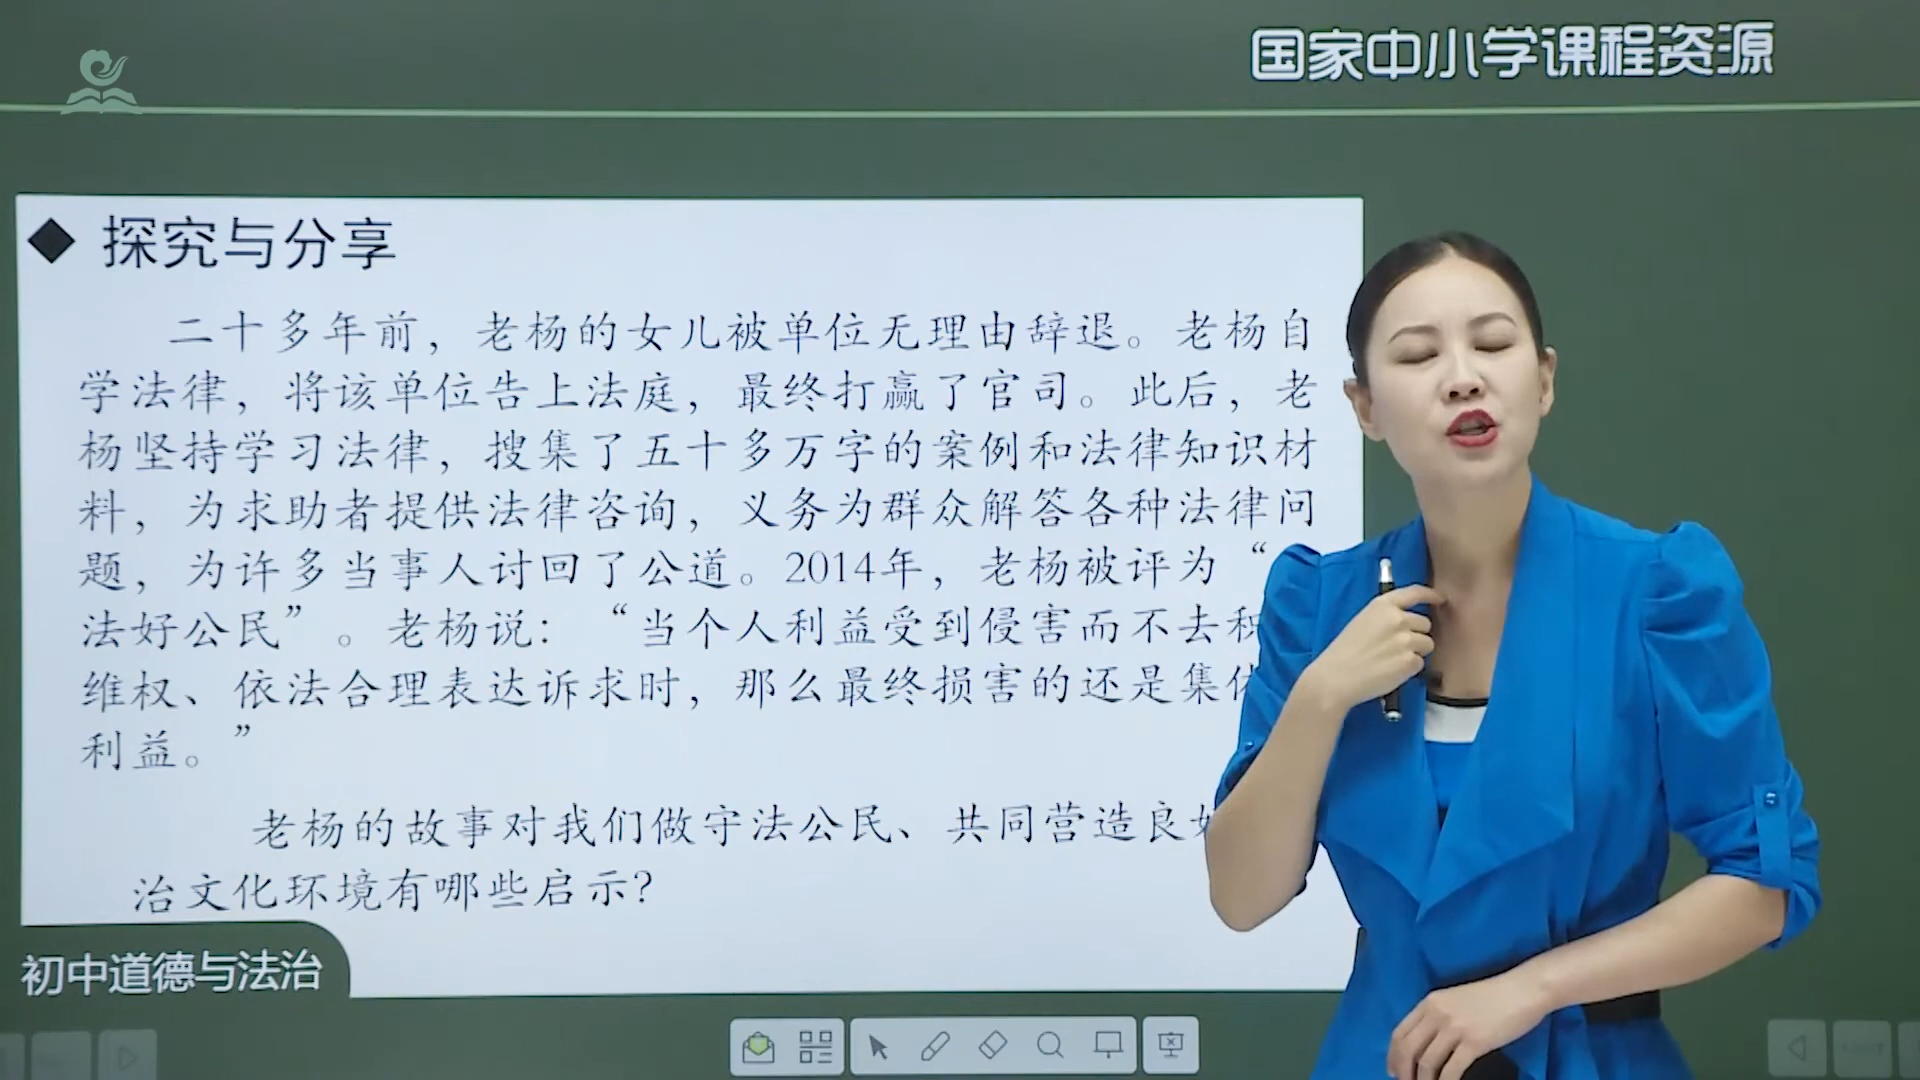 国家中小学课程资源
◆ 探究与分享
二十多年前，老杨的女儿被单位无理由辞退。老杨自
学法律，将该单位告上法庭，最终打赢了官司。此后，老
杨坚持学习法律，搜集了五十多万字的案例和法律知识材
料，为求助者提供法律咨询，义务为群众解答各种法律问
题，为许多当事人讨回了公道。2014年，老杨被评为“
法好公民”。老杨说：“当个人利益受到侵害而不去积
维权、依法合理表达诉求时，那么最终损害的还是集体
利益。”
老杨的故事对我们做守法公民、共同营造良好
治文化环境有哪些启示？
初中道德与法治